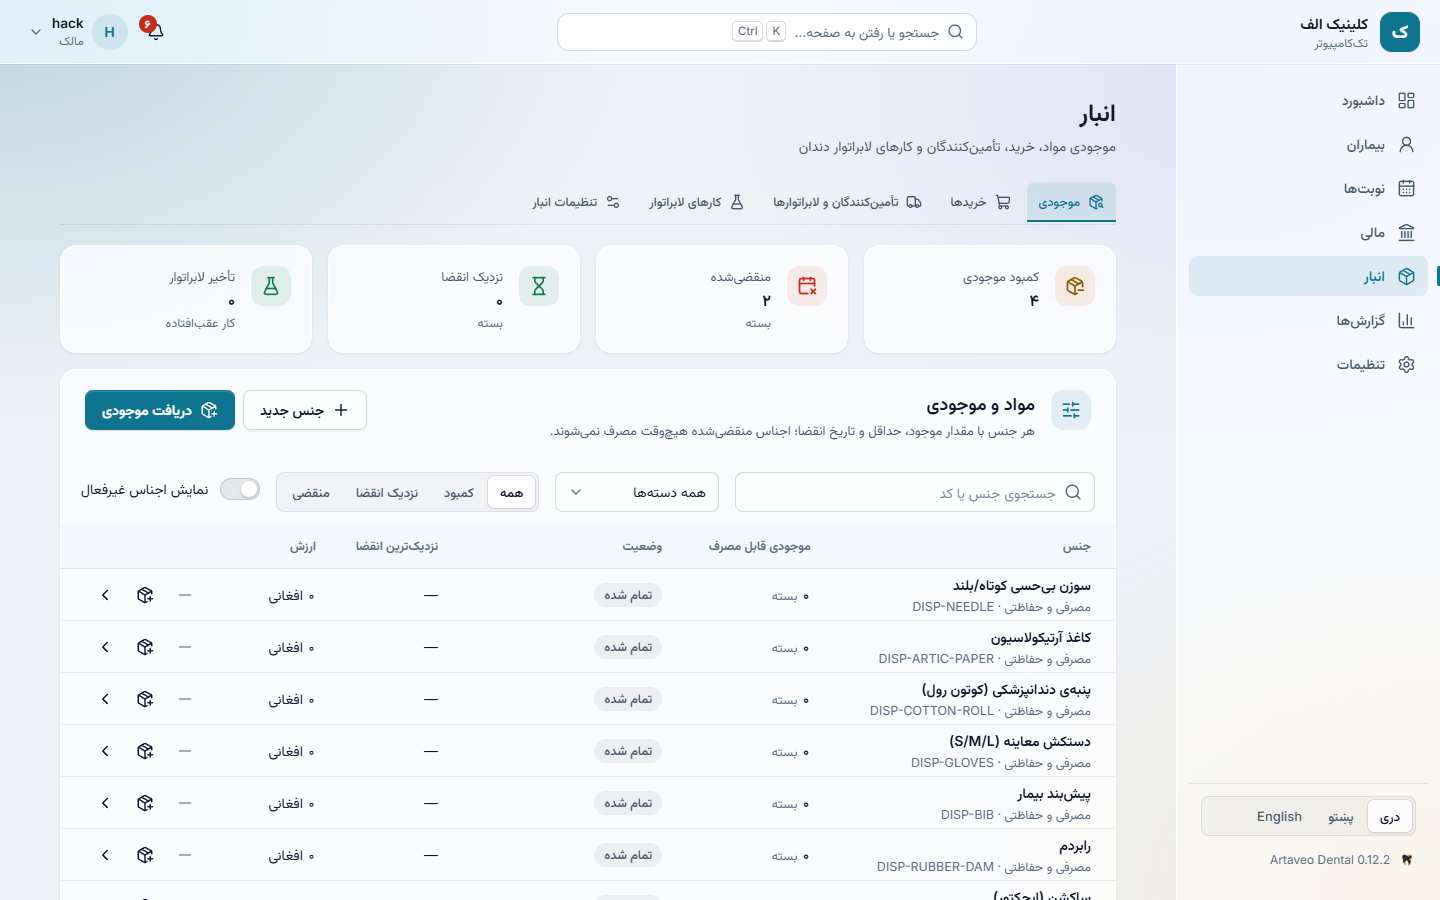 ک
کلینیک الف
تک‌کامپیوتر
جستجو یا رفتن به صفحه...
Ctrl K
۶
H
hack
مالک
داشبورد
بیماران
نوبت‌ها
مالی
انبار
گزارش‌ها
تنظیمات
دری
پښتو
English
Artaveo Dental 0.12.2
انبار
موجودی مواد، خرید، تأمین‌کنندگان و کارهای لابراتوار دندان
موجودی
خریدها
تأمین‌کنندگان و لابراتوارها
کارهای لابراتوار
تنظیمات انبار
کمبود موجودی
۴
منقضی‌شده
۲
بسته
نزدیک انقضا
۰
بسته
تأخیر لابراتوار
۰
کار عقب‌افتاده
مواد و موجودی
هر جنس با مقدار موجود، حداقل و تاریخ انقضا؛ اجناس منقضی‌شده هیچ‌وقت مصرف نمی‌شوند.
جنس جدید
دریافت موجودی
جستجوی جنس یا کد
همه دسته‌ها
همه
کمبود
نزدیک انقضا
منقضی
نمایش اجناس غیرفعال
جنس موجودی قابل مصرف وضعیت نزدیک‌ترین انقضا ارزش
سوزن بی‌حسی کوتاه/بلند
مصرفی و حفاظتی · DISP-NEEDLE
۰ بسته تمام شده — ۰ افغانی —
کاغذ آرتیکولاسیون
مصرفی و حفاظتی · DISP-ARTIC-PAPER
۰ بسته تمام شده — ۰ افغانی —
پنبه‌ی دندانپزشکی (کوتون رول)
مصرفی و حفاظتی · DISP-COTTON-ROLL
۰ بسته تمام شده — ۰ افغانی —
دستکش معاینه (S/M/L)
مصرفی و حفاظتی · DISP-GLOVES
۰ بسته تمام شده — ۰ افغانی —
پیش‌بند بیمار
مصرفی و حفاظتی · DISP-BIB
۰ بسته تمام شده — ۰ افغانی —
رابردم
مصرفی و حفاظتی · DISP-RUBBER-DAM
۰ بسته تمام شده — ۰ افغانی —
ساکشن (ایجکتور)